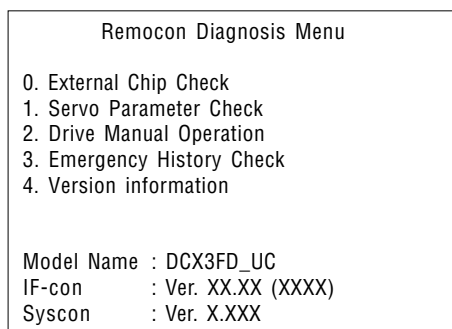 Remocon Diagnosis Menu
0. External Chip Check
1. Servo Parameter Check
2. Drive Manual Operation
3. Emergency History Check
4. Version information
Model Name : DCX3FD_UC
IF-con : Ver. XX.XX (XXXX)
Syscon : Ver. X.XXX